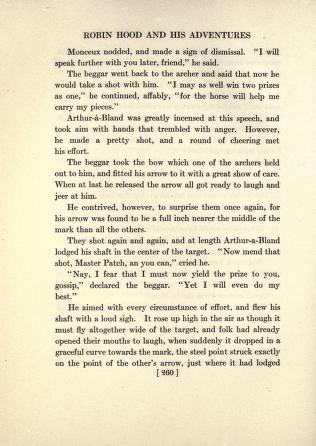 ROBIN HOOD AND HIS ADVENTURES
Monceux nodded, and made a sign of dismissal. "I will
speak further with you later, friend," he said.
The beggar went back to the archer and said that now he
would take a shot with him. "I may as well win two prizes
as one," he continued, affably, "for the horse will help me
carry my pieces."
Arthur-à-Bland was greatly incensed at this speech, and
took aim with hands that trembled with anger. However,
he made a pretty shot, and a round of cheering met
his effort.
The beggar took the bow which one of the archers held
out to him, and fitted his arrow to it with a great show of care.
When at last he released the arrow all got ready to laugh and
jeer at him.
He contrived, however, to surprise them once again, for
his arrow was found to be a full inch nearer the middle of the
mark than all the others.
They shot again and again, and at length Arthur-a-Bland
lodged his shaft in the center of the target. "Now mend that
shot, Master Patch, an you can," cried he.
"Nay, I fear that I must now yield the prize to you,
gossip," declared the beggar. "Yet I will even do my
best."
He aimed with every circumstance of effort, and flew his
shaft with a loud sigh. It rose up high in the air as though it
must fly altogether wide of the target, and folk had already
opened their mouths to laugh, when suddenly it dropped in a
graceful curve towards the mark, the steel point struck exactly
on the point of the other's arrow, just where it had lodged
[ 260 ]